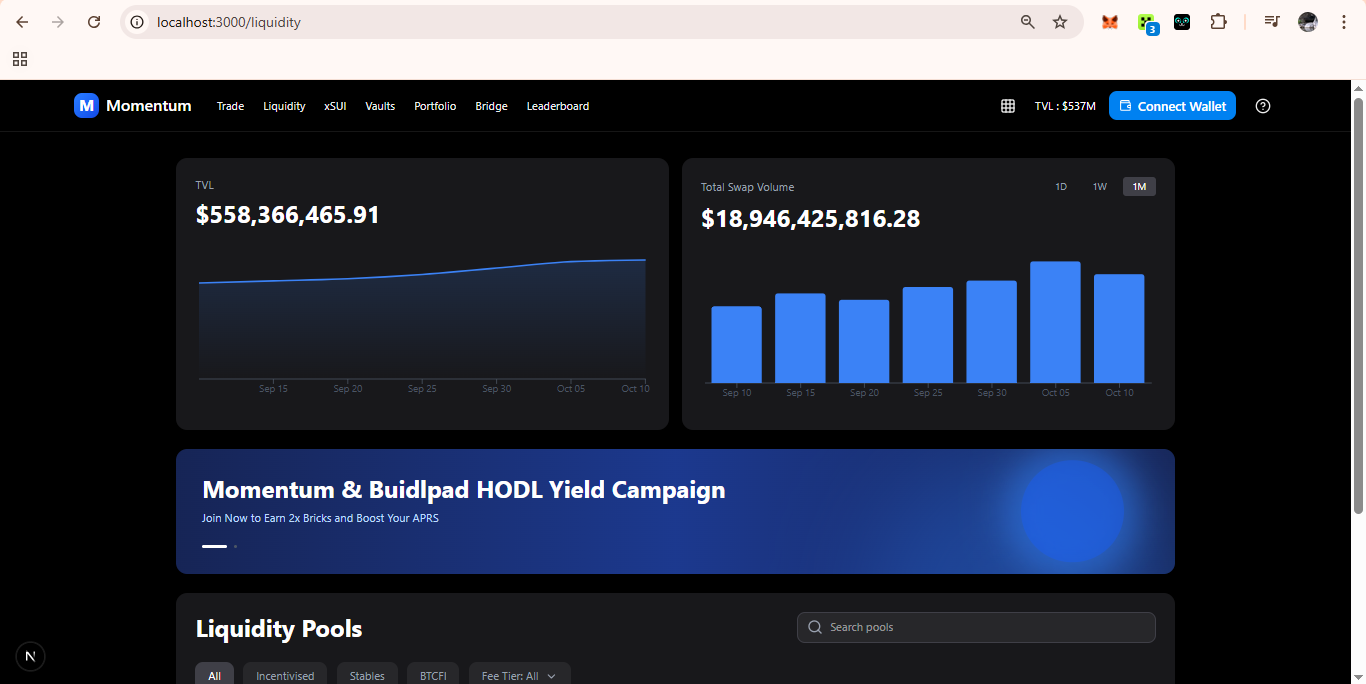 localhost:3000/liquidity
3
M Momentum Trade Liquidity xSUI Vaults Portfolio Bridge Leaderboard TVL : $537M Connect Wallet ?
TVL
$558,366,465.91
Sep 15 Sep 20 Sep 25 Sep 30 Oct 05 Oct 10
Total Swap Volume 1D 1W 1M
$18,946,425,816.28
Sep 10 Sep 15 Sep 20 Sep 25 Sep 30 Oct 05 Oct 10
Momentum & Buidlpad HODL Yield Campaign
Join Now to Earn 2x Bricks and Boost Your APRS
Liquidity Pools Search pools
N
All Incentivised Stables BTCFI Fee Tier: All